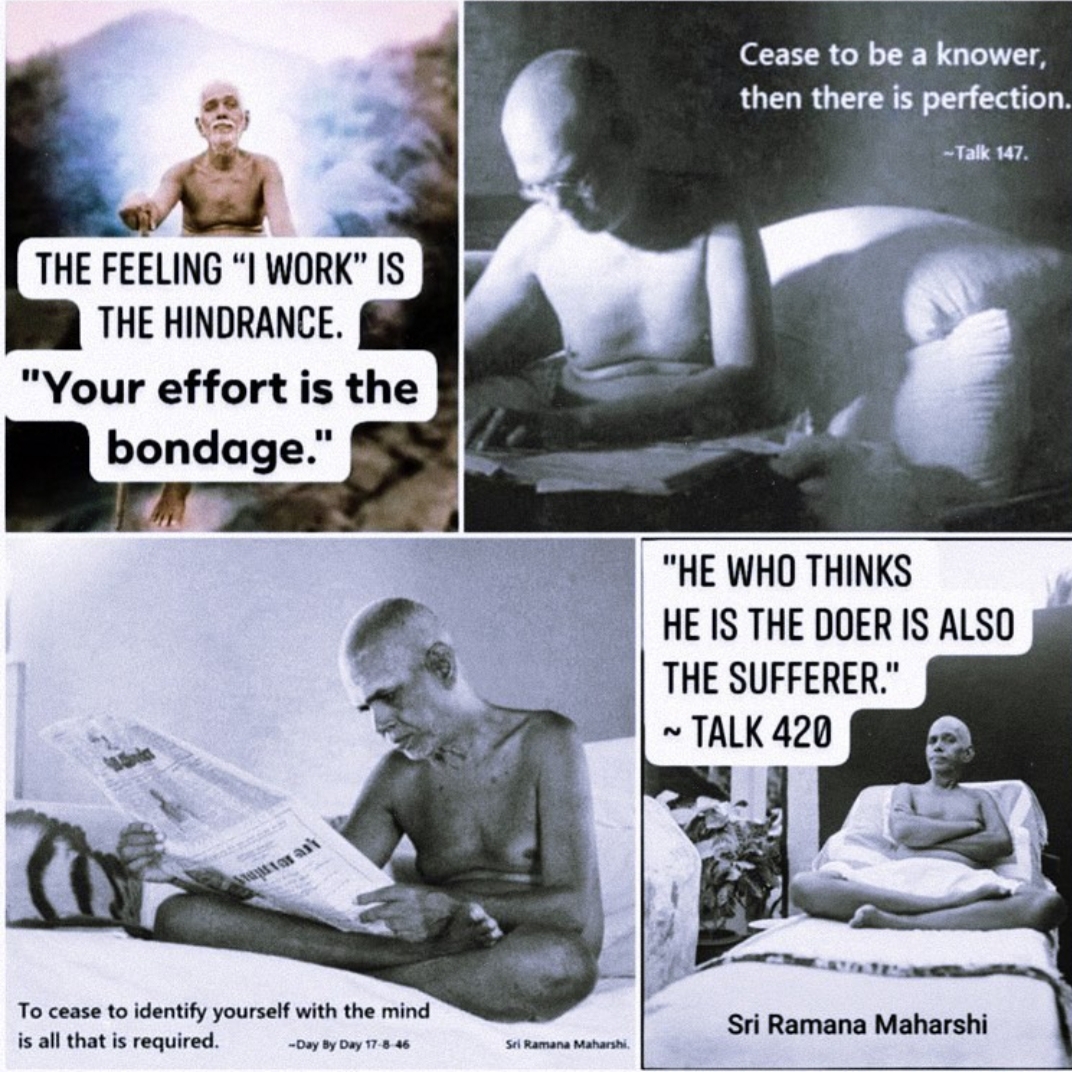 THE FEELING “I WORK” IS
THE HINDRANCE.
"Your effort is the
bondage."
Cease to be a knower,
then there is perfection.
~Talk 147.
To cease to identify yourself with the mind
is all that is required.
~Day By Day 17-8-46
Sri Ramana Maharshi.
"HE WHO THINKS
HE IS THE DOER IS ALSO
THE SUFFERER."
~ TALK 420
Sri Ramana Maharshi